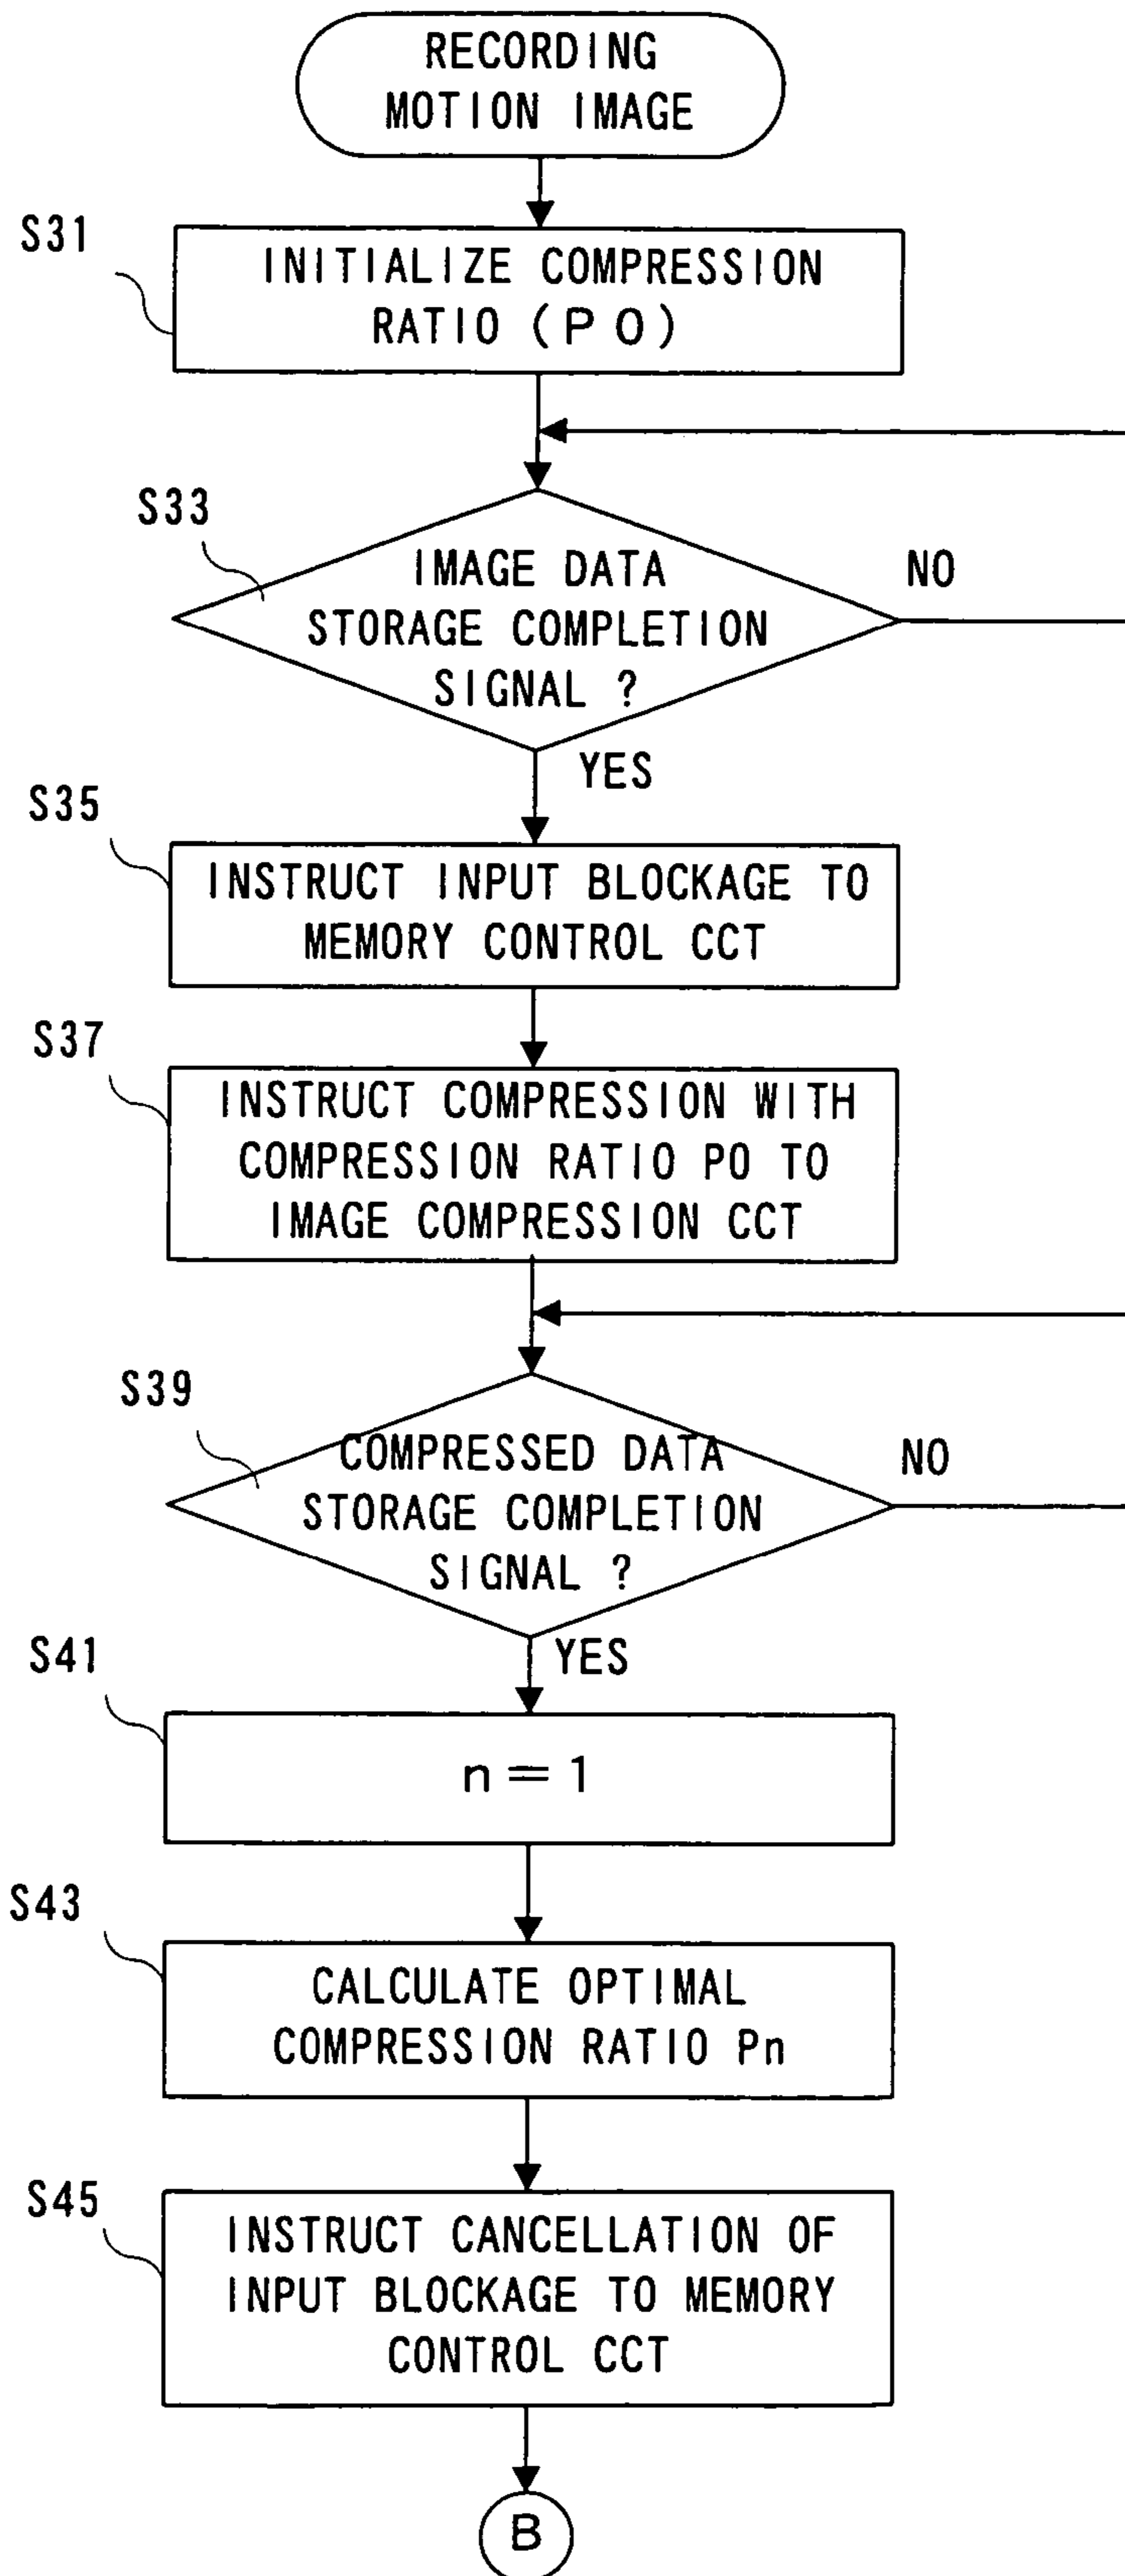 RECORDING
MOTION IMAGE
S31
INITIALIZE COMPRESSION
RATIO (P0)
S33
IMAGE DATA
STORAGE COMPLETION
SIGNAL ?
NO
YES
S35
INSTRUCT INPUT BLOCKAGE TO
MEMORY CONTROL CCT
S37
INSTRUCT COMPRESSION WITH
COMPRESSION RATIO P0 TO
IMAGE COMPRESSION CCT
S39
COMPRESSED DATA
STORAGE COMPLETION
SIGNAL ?
NO
YES
S41
n=1
S43
CALCULATE OPTIMAL
COMPRESSION RATIO Pn
S45
INSTRUCT CANCELLATION OF
INPUT BLOCKAGE TO MEMORY
CONTROL CCT
B